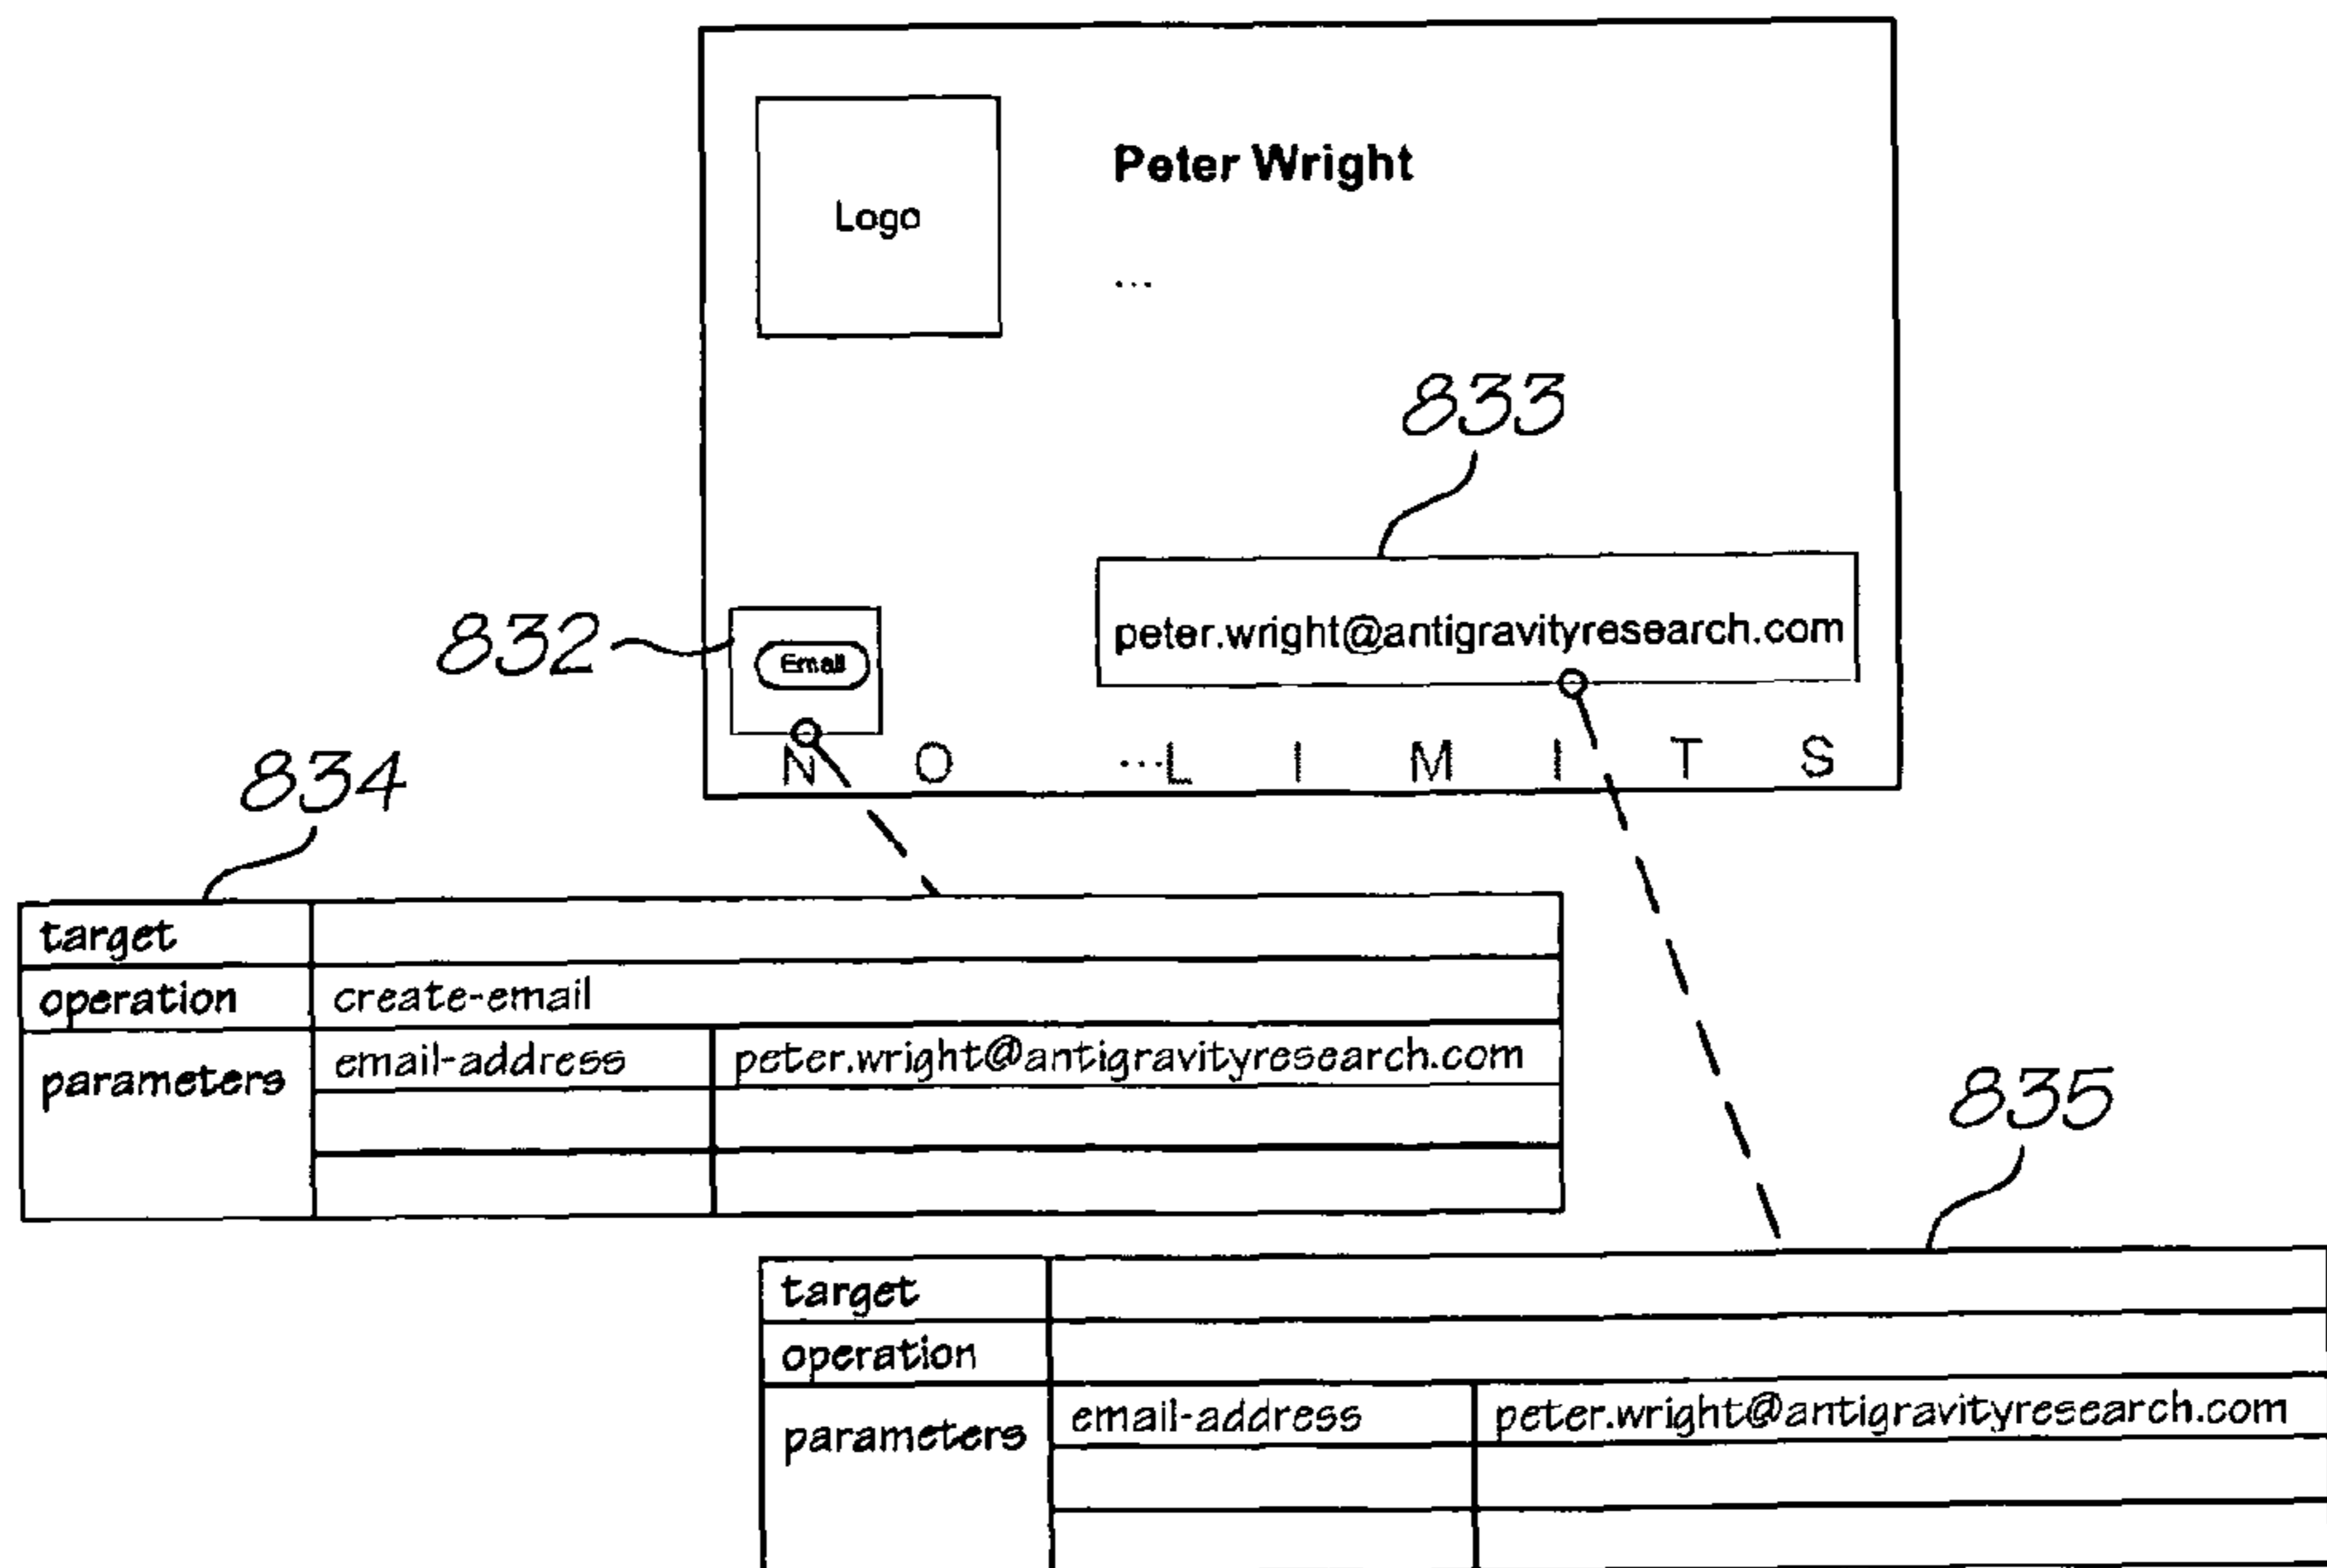 Peter Wright
Logo
...
833
peter.wright@antigravityresearch.com
832
Email
N O ...L I M I T S
834
target
operation create-email
parameters email-address peter.wright@antigravityresearch.com
835
target
operation
parameters email-address peter.wright@antigravityresearch.com